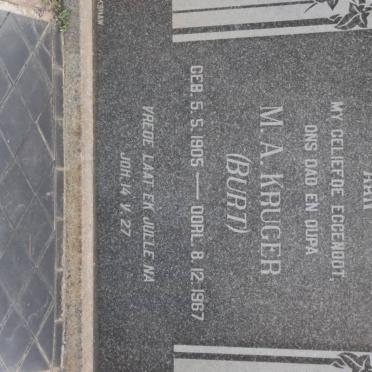 AAN
MY GELIEFDE EGGENOOT,
ONS DAD EN OUPA
M. A. KRUGER
(BURT)
GEB. 5. 5. 1905 — OORL. 8. 12. 1967
VREDE LAAT EK JULLE NA
JOH. 14 V. 27